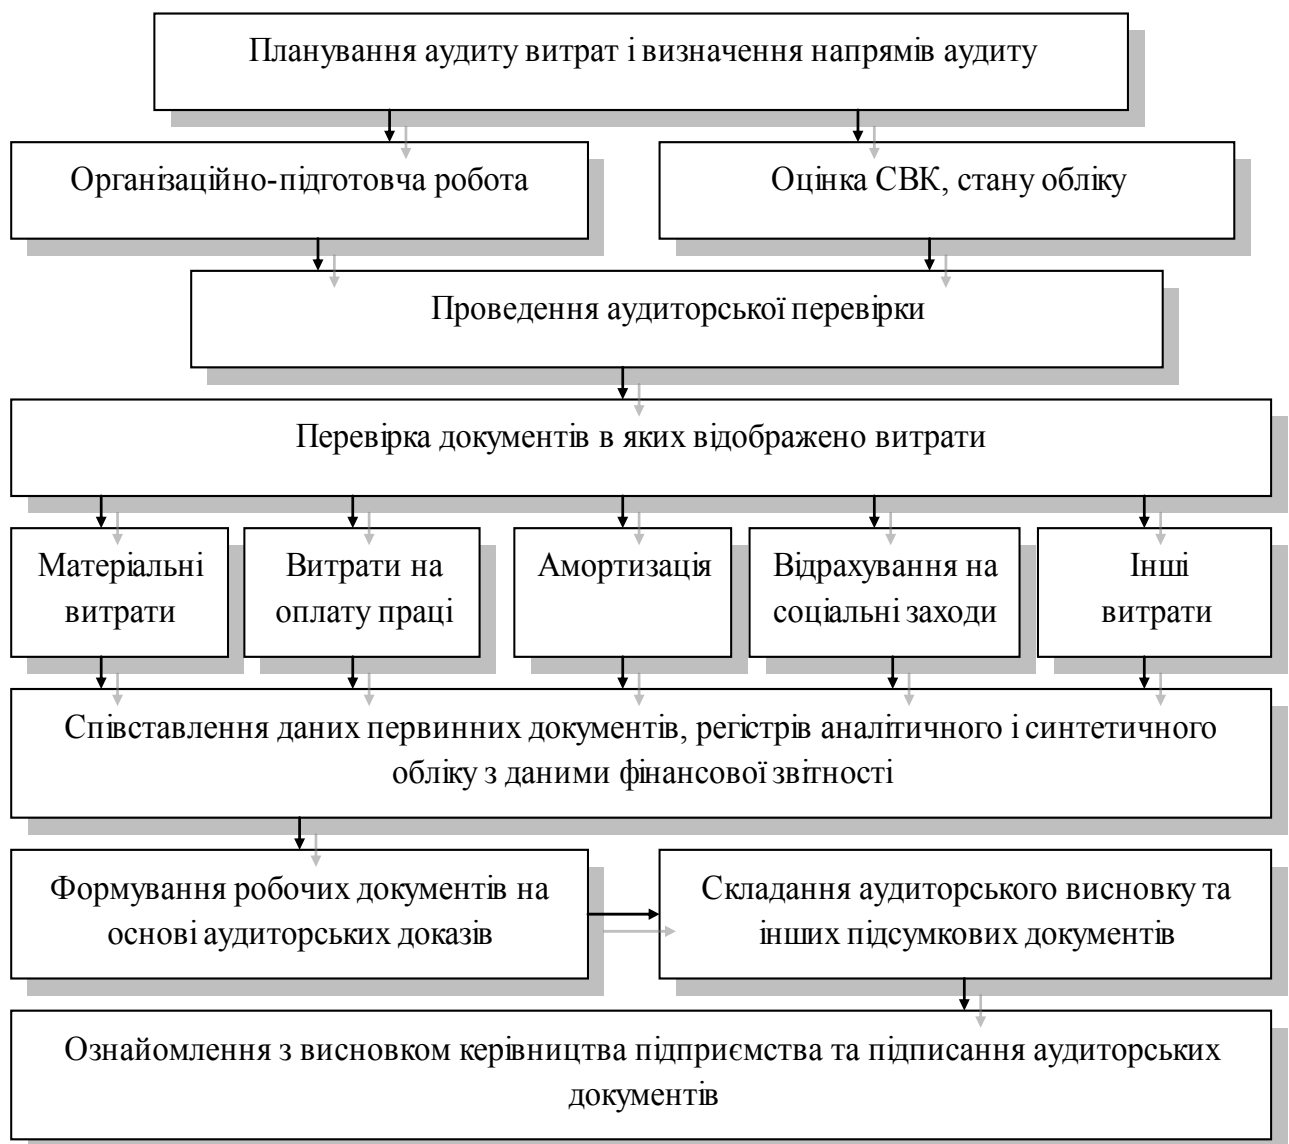 Планування аудиту витрат і визначення напрямів аудиту
Організаційно-підготовча робота
Оцінка СВК, стану обліку
Проведення аудиторської перевірки
Перевірка документів в яких відображено витрати
Матеріальні
витрати
Витрати на
оплату праці
Амортизація
Відрахування на
соціальні заходи
Інші
витрати
Співставлення даних первинних документів, регістрів аналітичного і синтетичного
обліку з даними фінансової звітності
Формування робочих документів на
основі аудиторських доказів
Складання аудиторського висновку та
інших підсумкових документів
Ознайомлення з висновком керівництва підприємства та підписання аудиторських
документів